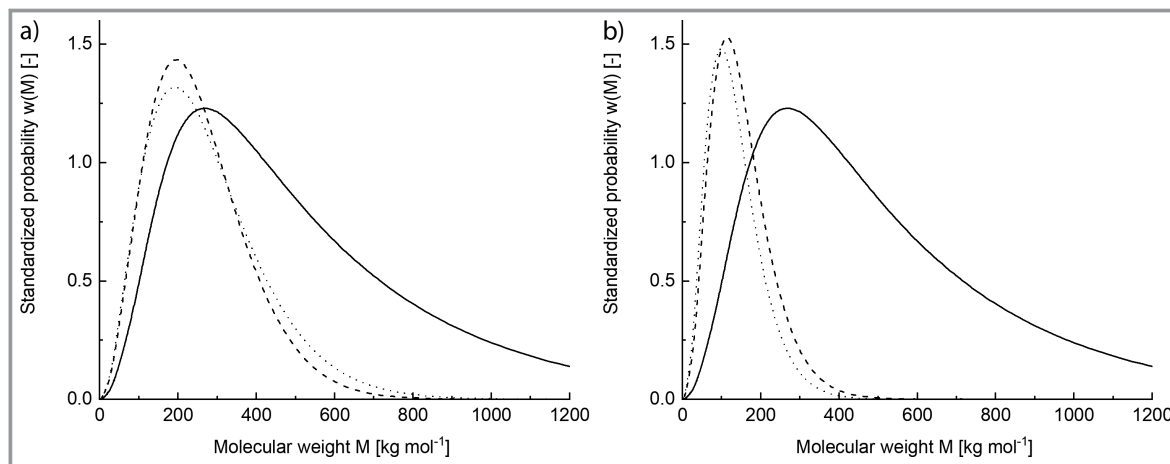 a)
Standardized probability w(M) [-]
1.5
1.0
0.5
0.0
0 200 400 600 800 1000 1200
Molecular weight M [kg mol⁻¹]
b)
Standardized probability w(M) [-]
1.5
1.0
0.5
0.0
0 200 400 600 800 1000 1200
Molecular weight M [kg mol⁻¹]